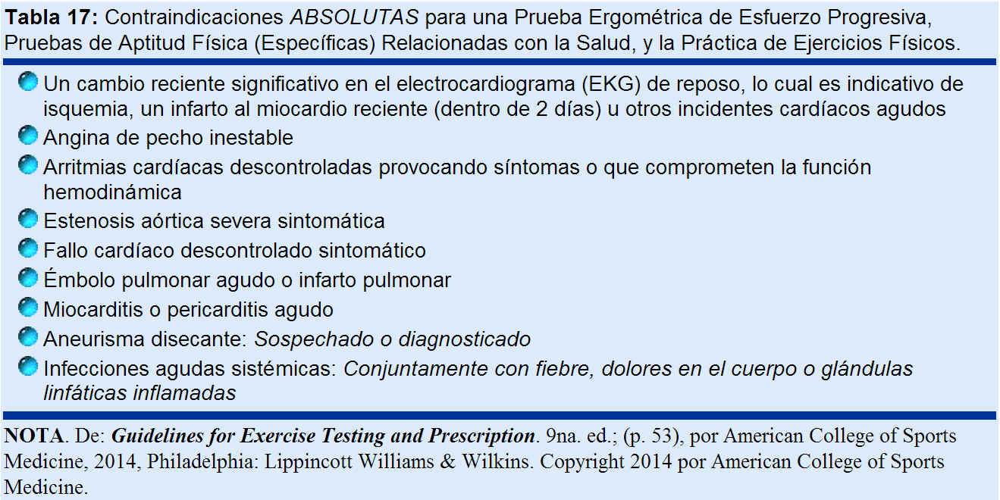 Tabla 17: Contraindicaciones ABSOLUTAS para una Prueba Ergométrica de Esfuerzo Progresiva,
Pruebas de Aptitud Física (Específicas) Relacionadas con la Salud, y la Práctica de Ejercicios Físicos.
Un cambio reciente significativo en el electrocardiograma (EKG) de reposo, lo cual es indicativo de
isquemia, un infarto al miocardio reciente (dentro de 2 días) u otros incidentes cardíacos agudos
Angina de pecho inestable
Arritmias cardíacas descontroladas provocando síntomas o que comprometen la función
hemodinámica
Estenosis aórtica severa sintomática
Fallo cardíaco descontrolado sintomático
Émbolo pulmonar agudo o infarto pulmonar
Miocarditis o pericarditis agudo
Aneurisma disecante: Sospechado o diagnosticado
Infecciones agudas sistémicas: Conjuntamente con fiebre, dolores en el cuerpo o glándulas
linfáticas inflamadas
NOTA. De: Guidelines for Exercise Testing and Prescription. 9na. ed.; (p. 53), por American College of Sports
Medicine, 2014, Philadelphia: Lippincott Williams & Wilkins. Copyright 2014 por American College of Sports
Medicine.